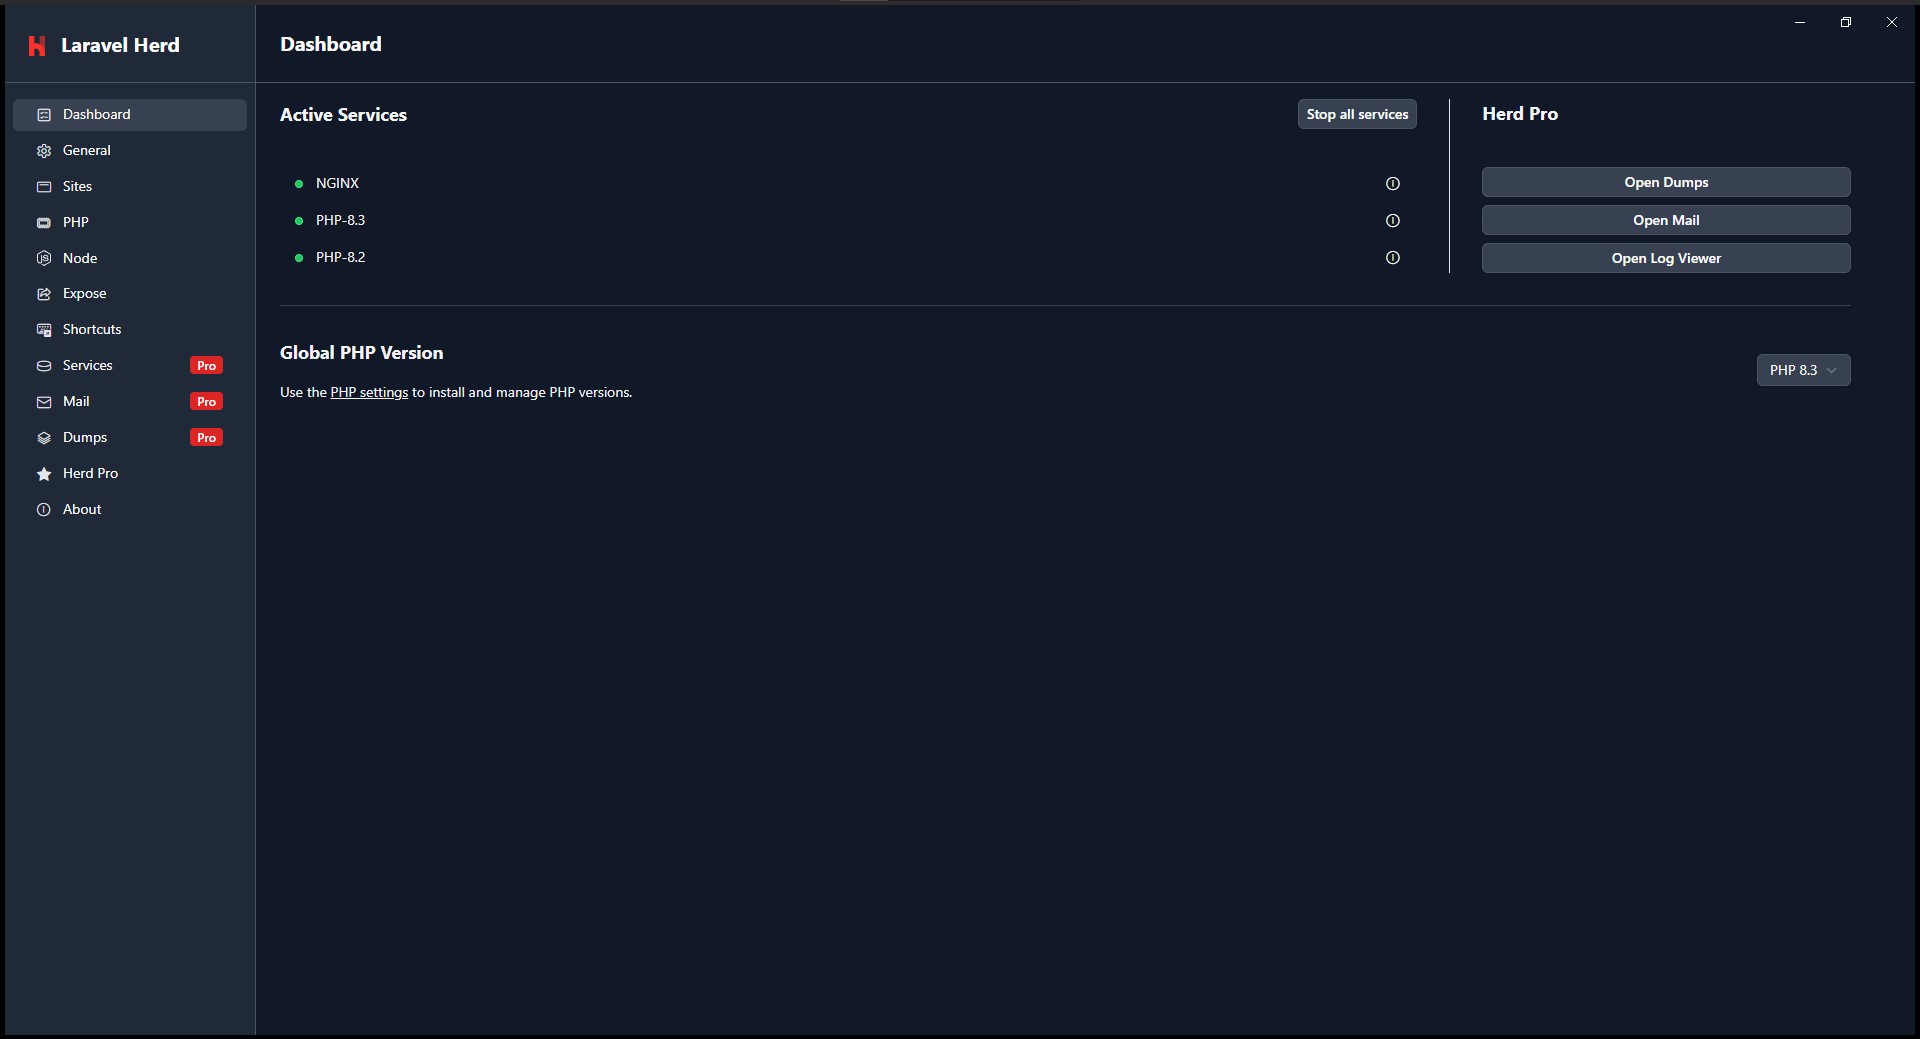 Laravel Herd
Dashboard
General
Sites
PHP
Node
Expose
Shortcuts
Services Pro
Mail Pro
Dumps Pro
Herd Pro
About
Dashboard
Active Services
Stop all services
NGINX
PHP-8.3
PHP-8.2
Herd Pro
Open Dumps
Open Mail
Open Log Viewer
Global PHP Version
Use the PHP settings to install and manage PHP versions.
PHP 8.3